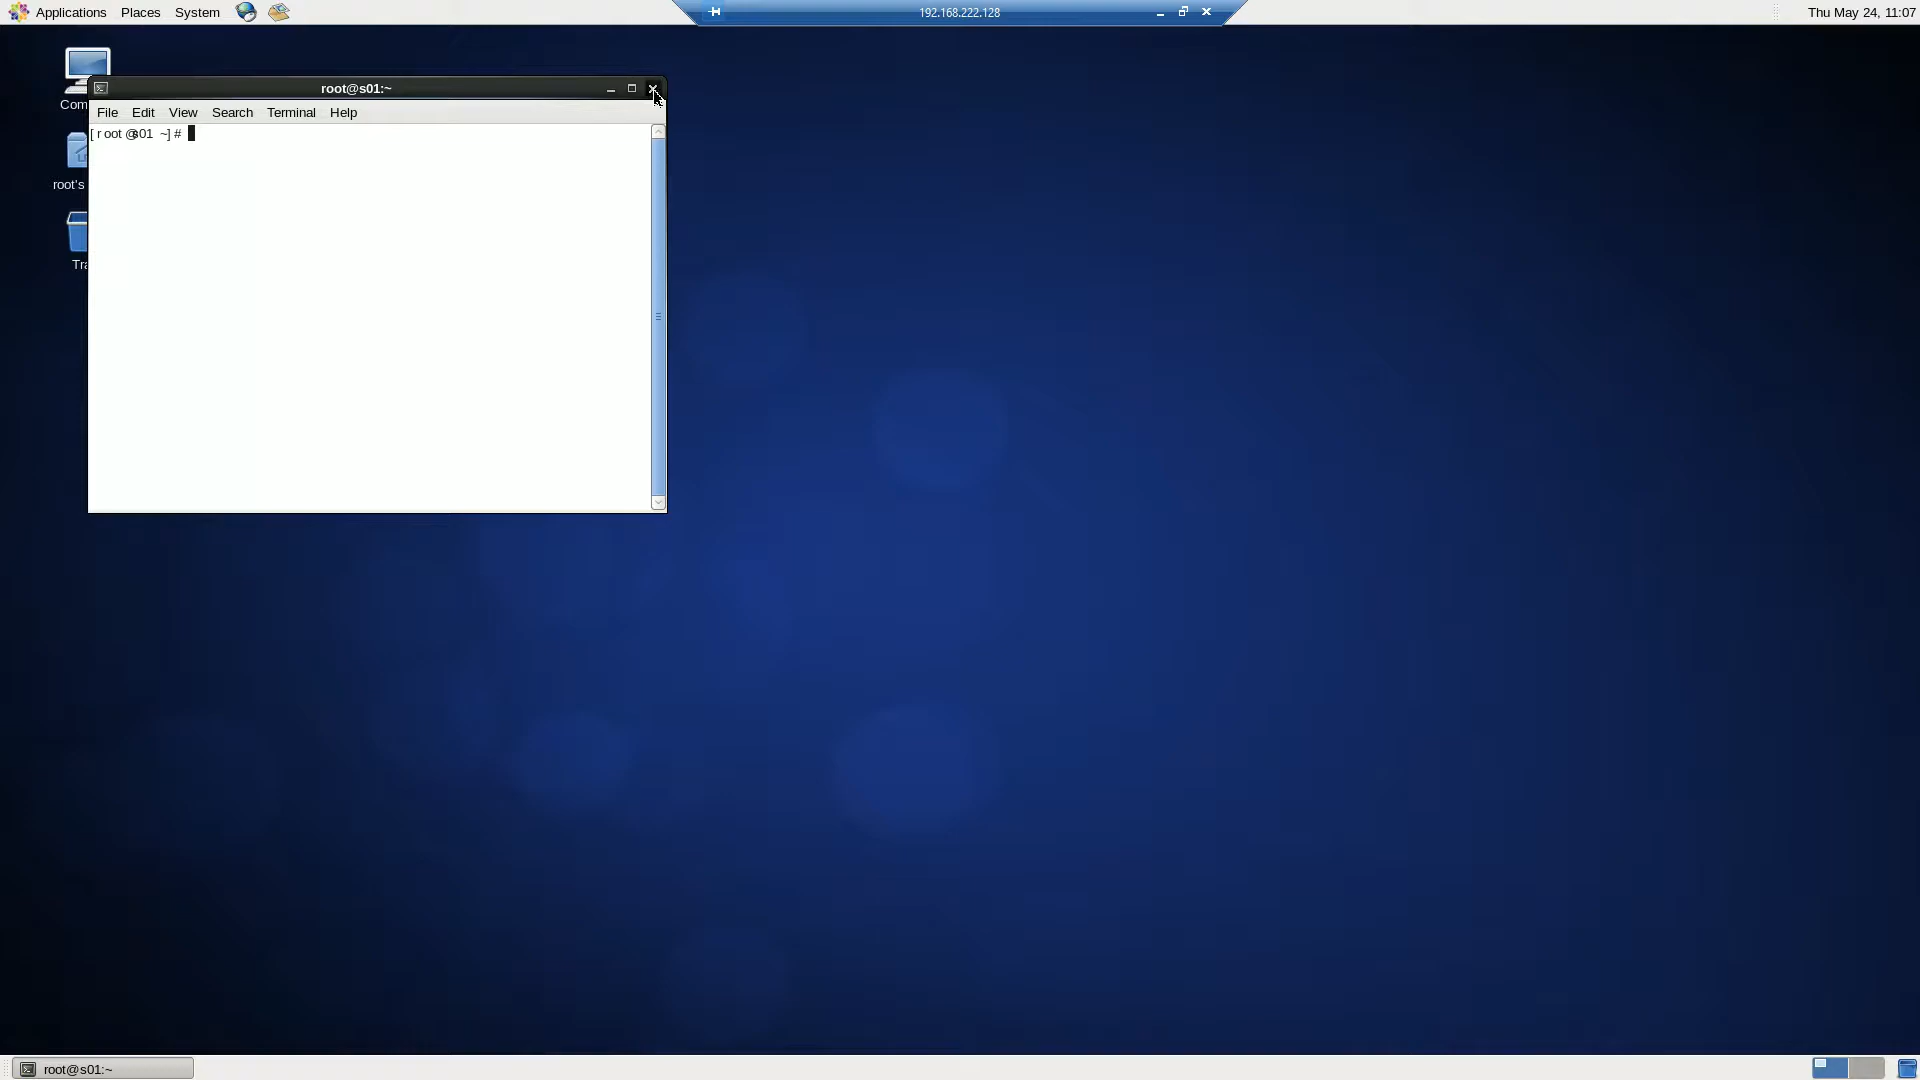 Applications Places System
192.168.222.128
Thu May 24, 11:07
Com
root's
Tra
root@s01:~
File Edit View Search Terminal Help
[root@s01 ~]#
root@s01:~